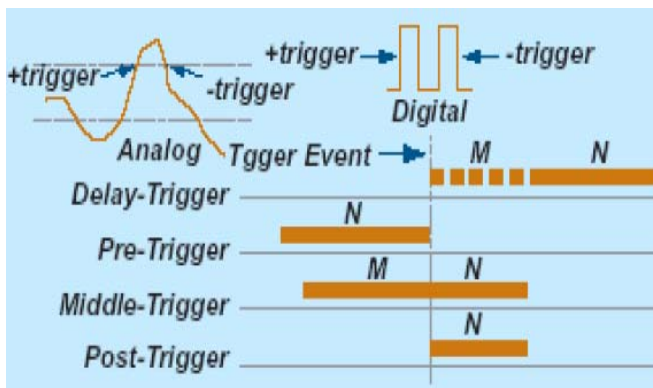 +trigger
-trigger
+trigger
-trigger
Analog
Digital
Tgger Event
M N
Delay-Trigger
N
Pre-Trigger
M N
Middle-Trigger
N
Post-Trigger